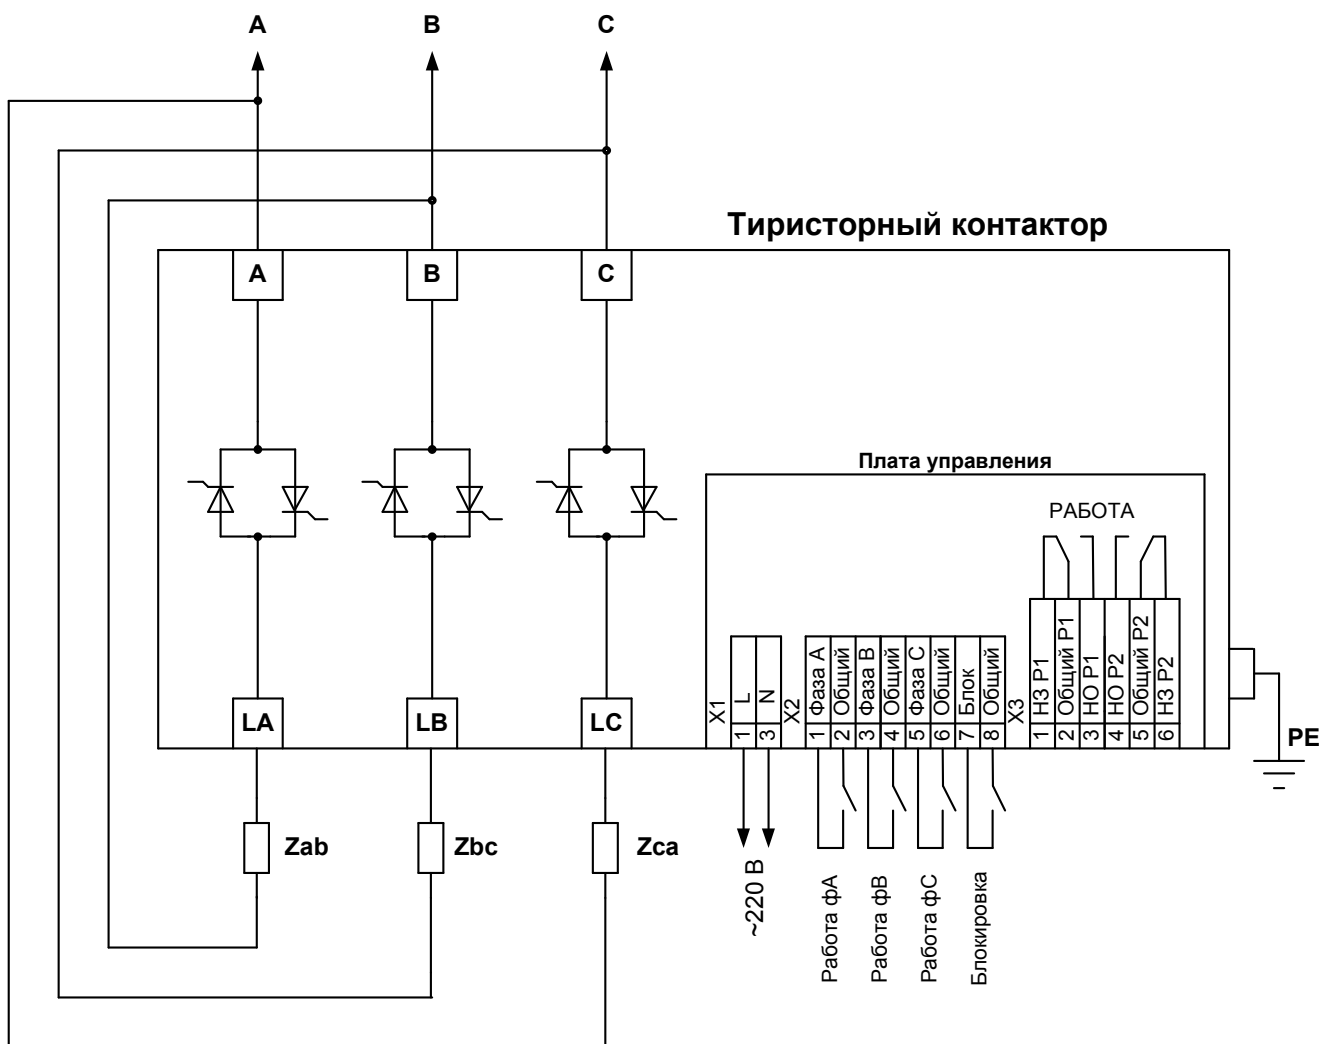 A
B
C
Тиристорный контактор
A
B
C
Плата управления
РАБОТА
X1
1 L
3 N
X2
1 Фаза А
2 Общий
3 Фаза В
4 Общий
5 Фаза С
6 Общий
7 Блок
8 Общий
X3
1 НЗ Р1
2 Общий Р1
3 НО Р1
4 НО Р2
5 Общий Р2
6 НЗ Р2
LA
LB
LC
PE
Zab
Zbc
Zca
~220 В
Работа фА
Работа фВ
Работа фС
Блокировка